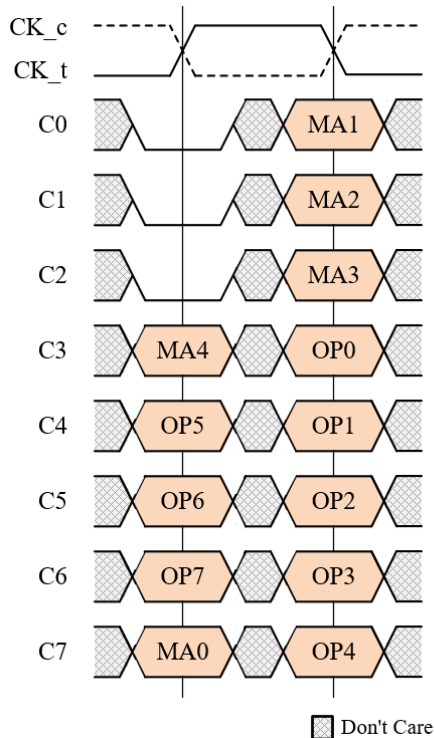 CK_c
CK_t
C0 MA1
C1 MA2
C2 MA3
C3 MA4 OP0
C4 OP5 OP1
C5 OP6 OP2
C6 OP7 OP3
C7 MA0 OP4
Don't Care